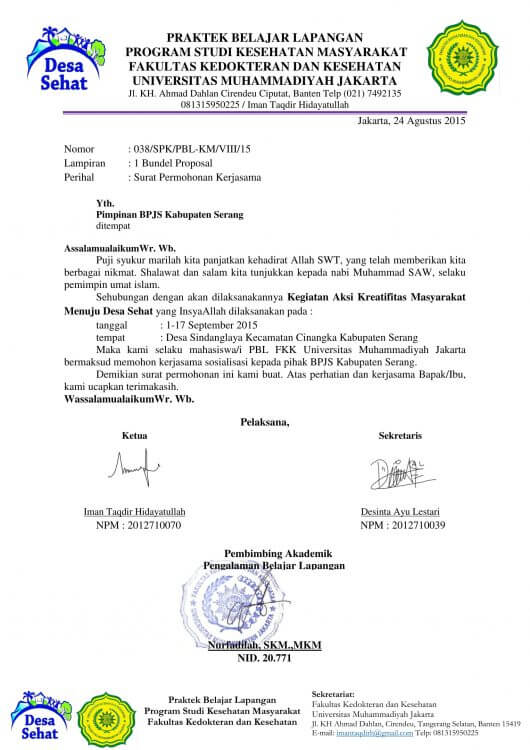 Desa
Sehat
PRAKTEK BELAJAR LAPANGAN
PROGRAM STUDI KESEHATAN MASYARAKAT
FAKULTAS KEDOKTERAN DAN KESEHATAN
UNIVERSITAS MUHAMMADIYAH JAKARTA
Jl. KH. Ahmad Dahlan Cirendeu Ciputat, Banten Telp (021) 7492135
081315950225 / Iman Taqdir Hidayatullah
Jakarta, 24 Agustus 2015
Nomor : 038/SPK/PBL-KM/VIII/15
Lampiran : 1 Bundel Proposal
Perihal : Surat Permohonan Kerjasama
Yth.
Pimpinan BPJS Kabupaten Serang
ditempat
AssalamualaikumWr. Wb.
Puji syukur marilah kita panjatkan kehadirat Allah SWT, yang telah memberikan kita
berbagai nikmat. Shalawat dan salam kita tunjukkan kepada nabi Muhammad SAW, selaku
pemimpin umat islam.
Sehubungan dengan akan dilaksanakannya Kegiatan Aksi Kreatifitas Masyarakat
Menuju Desa Sehat yang InsyaAllah dilaksanakan pada :
tanggal : 1-17 September 2015
tempat : Desa Sindanglaya Kecamatan Cinangka Kabupaten Serang
Maka kami selaku mahasiswa/i PBL FKK Universitas Muhammadiyah Jakarta
bermaksud memohon kerjasama sosialisasi kepada pihak BPJS Kabupaten Serang.
Demikian surat permohonan ini kami buat. Atas perhatian dan kerjasama Bapak/Ibu,
kami ucapkan terimakasih.
WassalamualaikumWr. Wb.
Pelaksana,
Ketua Sekretaris
Iman Taqdir Hidayatullah Desinta Ayu Lestari
NPM : 2012710070 NPM : 2012710039
Pembimbing Akademik
Pengalaman Belajar Lapangan
Nurfadilah, SKM.,MKM
NID. 20.771
Desa
Sehat
Praktek Belajar Lapangan
Program Studi Kesehatan Masyarakat
Fakultas Kedokteran dan Kesehatan
Sekretariat:
Fakultas Kedokteran dan Kesehatan
Universitas Muhammadiyah Jakarta
Jl. KH Ahmad Dahlan, Cirendeu, Tangerang Selatan, Banten 15419
E-mail: imantaqdirh@gmail.com Telp: 081315950225